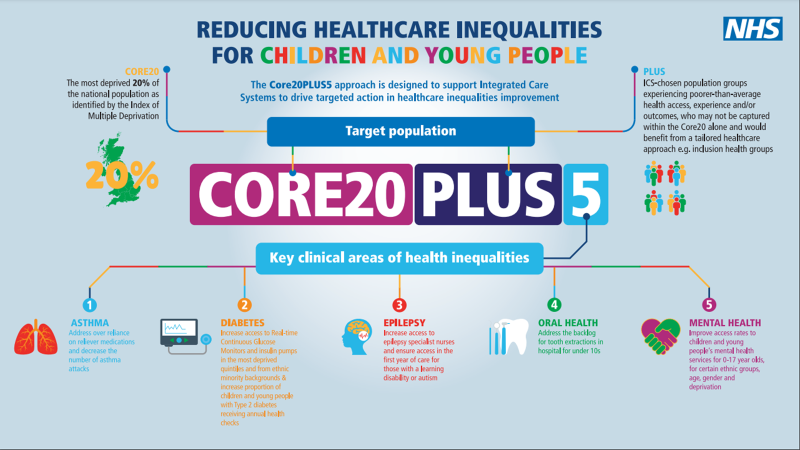 REDUCING HEALTHCARE INEQUALITIES
FOR CHILDREN AND YOUNG PEOPLE
NHS
The Core20PLUS5 approach is designed to support Integrated Care
Systems to drive targeted action in healthcare inequalities improvement
CORE20
The most deprived 20% of
the national population as
identified by the Index of
Multiple Deprivation
20%
PLUS
ICS-chosen population groups
experiencing poorer-than-average
health access, experience and/or
outcomes, who may not be captured
within the Core20 alone and would
benefit from a tailored healthcare
approach e.g. inclusion health groups
Target population
CORE20 PLUS 5
Key clinical areas of health inequalities
1
ASTHMA
Address over reliance
on reliever medications
and decrease the
number of asthma
attacks
2
DIABETES
Increase access to Real-time
Continuous Glucose
Monitors and insulin pumps
in the most deprived
quintiles and from ethnic
minority backgrounds &
increase proportion of
children and young people
with Type 2 diabetes
receiving annual health
checks
3
EPILEPSY
Increase access to
epilepsy specialist nurses
and ensure access in the
first year of care for
those with a learning
disability or autism
4
ORAL HEALTH
Address the backlog
for tooth extractions in
hospital for under 10s
5
MENTAL HEALTH
Improve access rates to
children and young
people's mental health
services for 0-17 year olds,
for certain ethnic groups,
age, gender and
deprivation